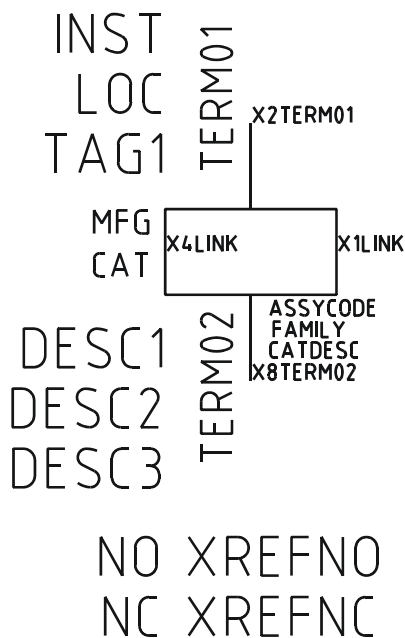 INST
LOC
TAG1
TERM01
X2TERM01
MFG
CAT
X4LINK
X1LINK
ASSYCODE
FAMILY
CATDESC
X8TERM02
TERM02
DESC1
DESC2
DESC3
NO XREFNO
NC XREFNC